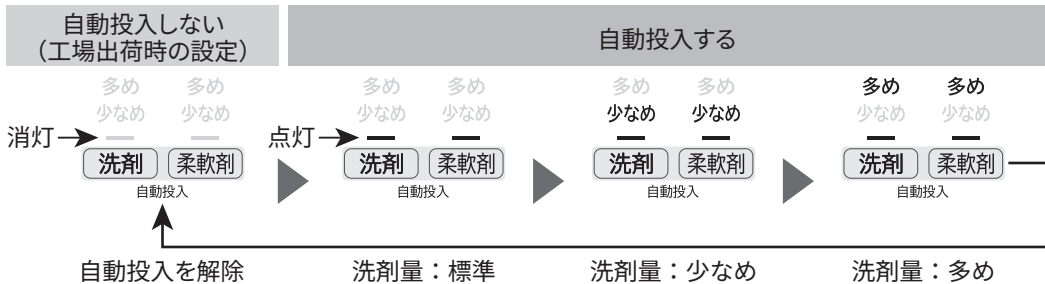 自動投入しない
（工場出荷時の設定）
自動投入する
多め 多め
少なめ 少なめ
消灯
洗剤 柔軟剤
自動投入
自動投入を解除
多め 多め
少なめ 少なめ
点灯
洗剤 柔軟剤
自動投入
洗剤量：標準
多め 多め
少なめ 少なめ
洗剤 柔軟剤
自動投入
洗剤量：少なめ
多め 多め
少なめ 少なめ
洗剤 柔軟剤
自動投入
洗剤量：多め